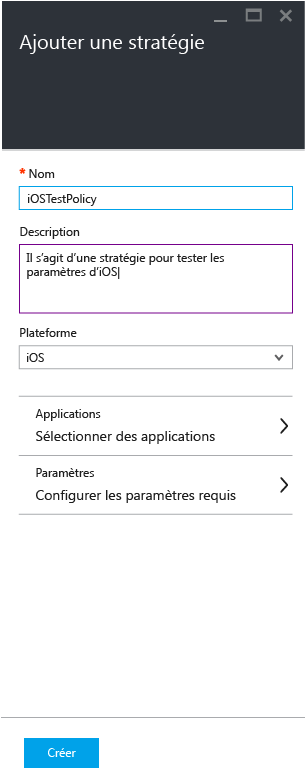 Ajouter une stratégie
* Nom
iOSTestPolicy
Description
Il s’agit d’une stratégie pour tester les
paramètres d’iOS
Plateforme
iOS
Applications
Sélectionner des applications
Paramètres
Configurer les paramètres requis
Créer